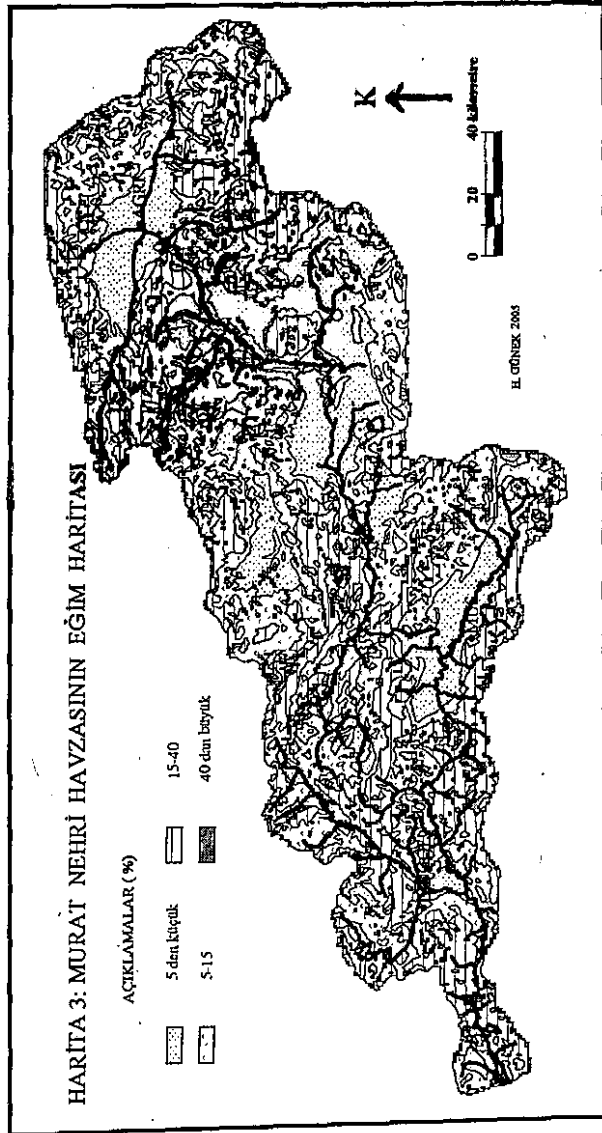 HARİTA 3: MURAT NEHRİ HAVZASININ EĞİM HARİTASI
AÇIKLAMALAR (%)
5 den küçük
5-15
15-40
40 dan büyük
AĞRI
K
0 20 40 kilometre
H. GÜNEK 2005